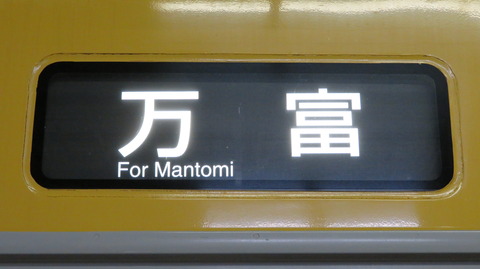 万富
For Mantomi